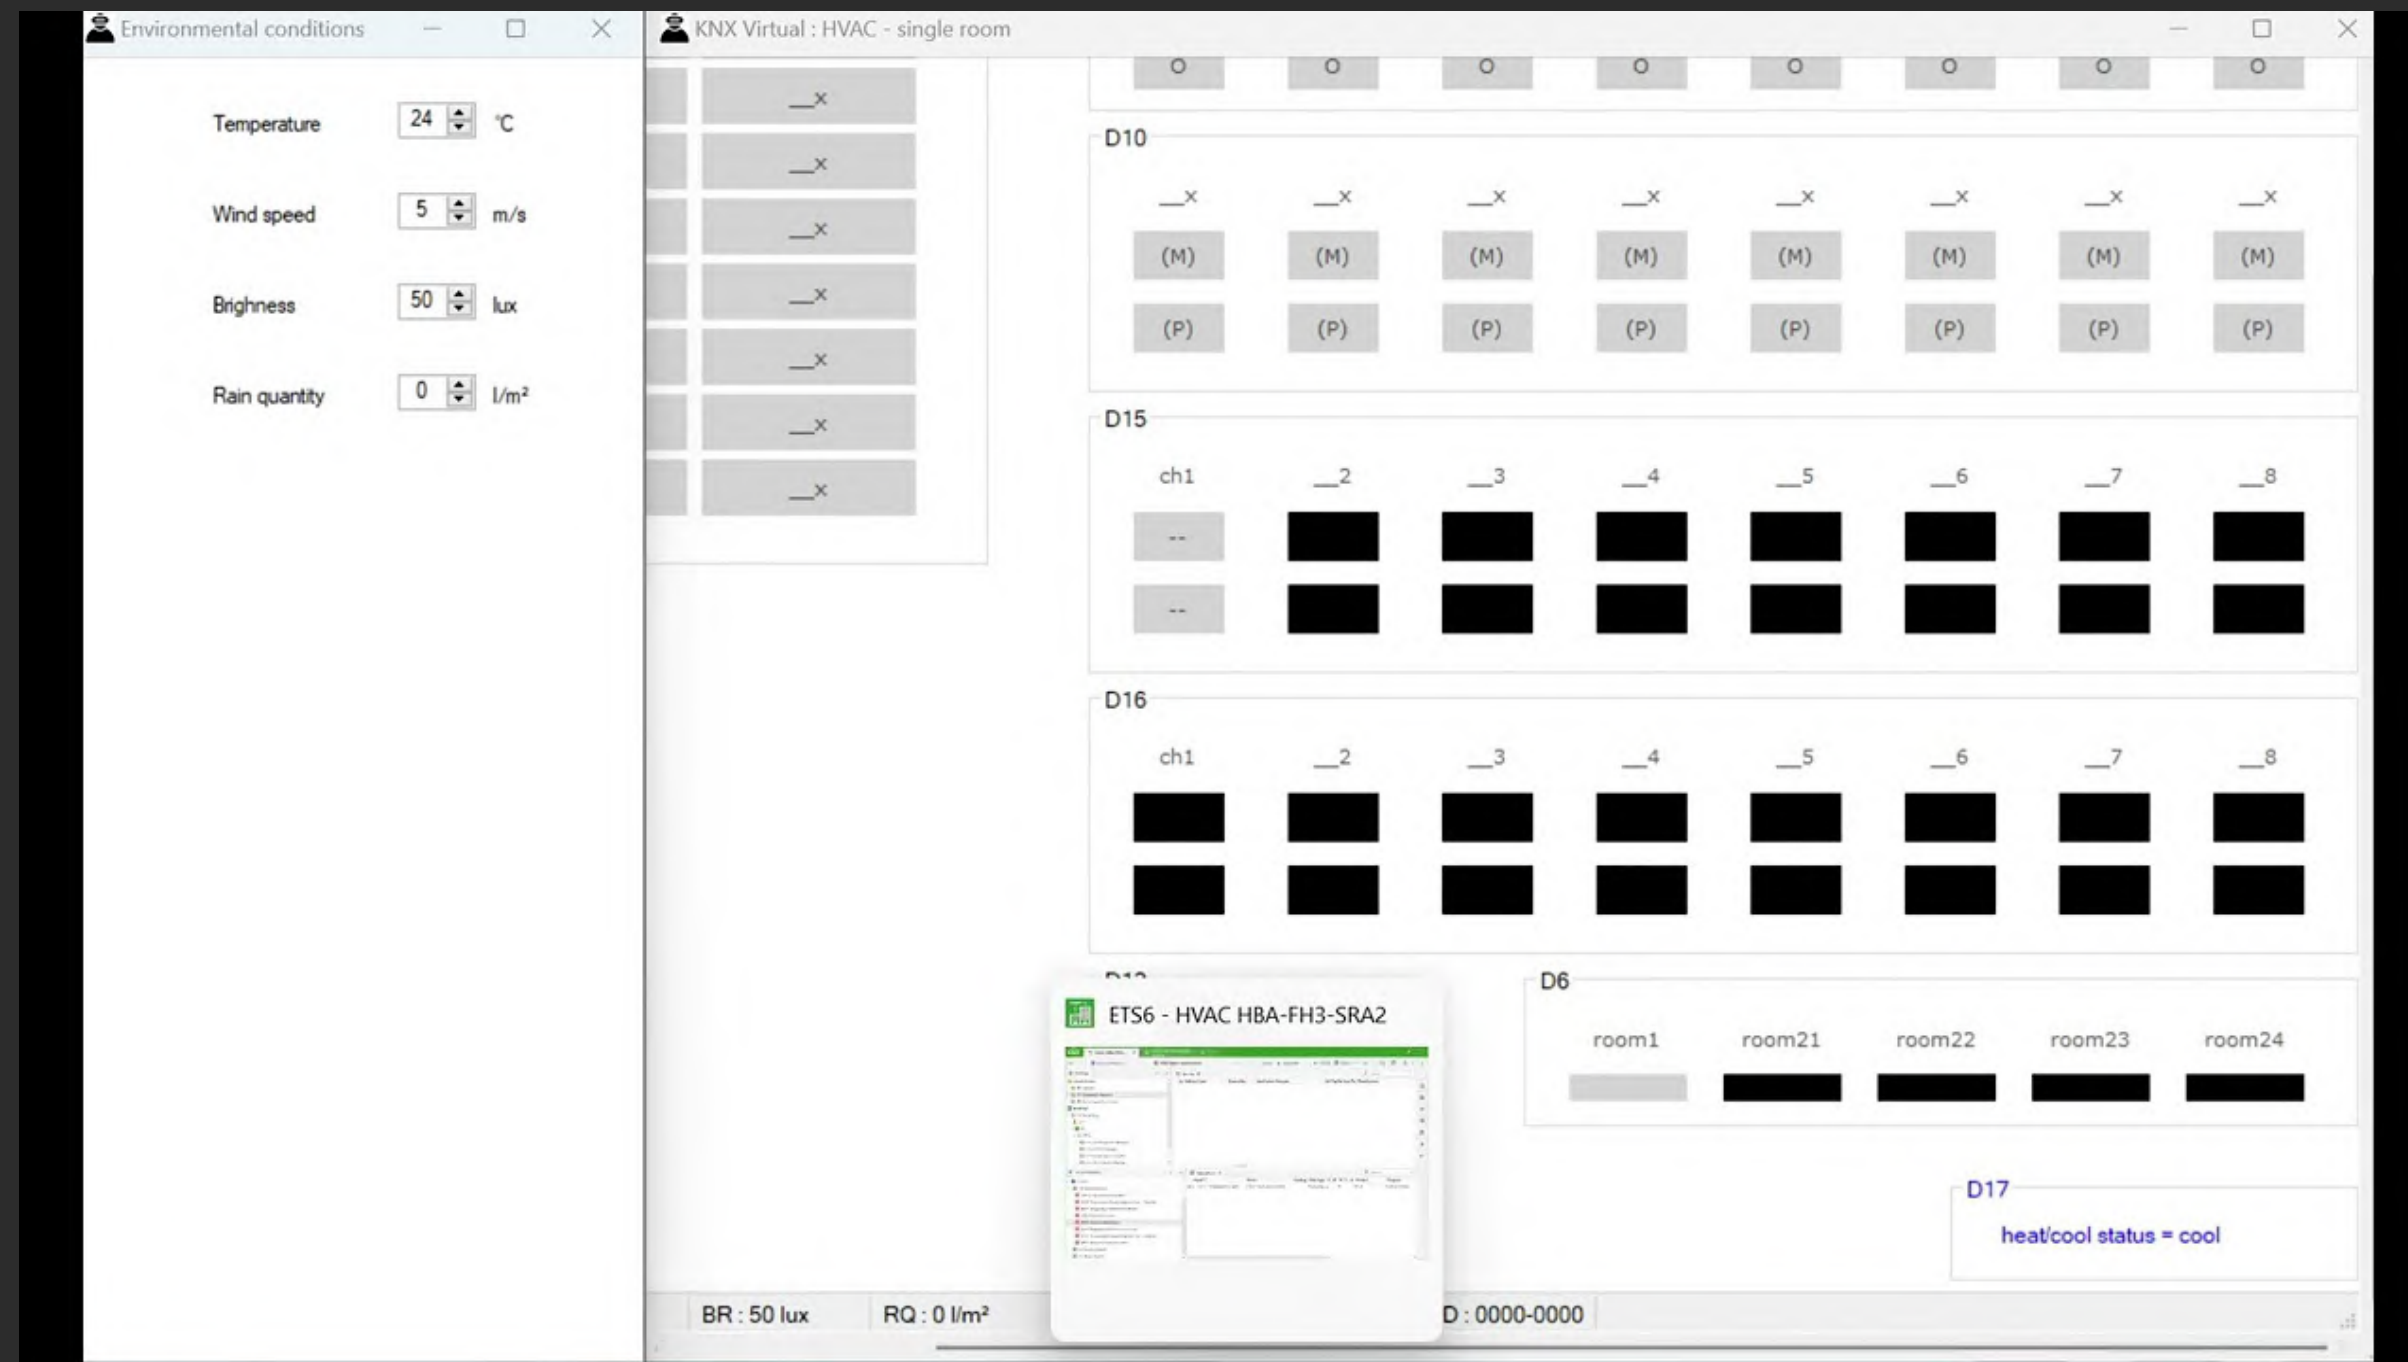 Environmental conditions
Temperature 24 °C
Wind speed 5 m/s
Brighness 50 lux
Rain quantity 0 l/m²
KNX Virtual : HVAC - single room
__x
__x
__x
__x
__x
__x
__x
O O O O O O O O
D10
__x __x __x __x __x __x __x __x
(M) (M) (M) (M) (M) (M) (M) (M)
(P) (P) (P) (P) (P) (P) (P) (P)
D15
ch1 __2 __3 __4 __5 __6 __7 __8
--
--
D16
ch1 __2 __3 __4 __5 __6 __7 __8
ETS6 - HVAC HBA-FH3-SRA2
D6
room1 room21 room22 room23 room24
D17
heat/cool status = cool
BR : 50 lux RQ : 0 l/m² D : 0000-0000